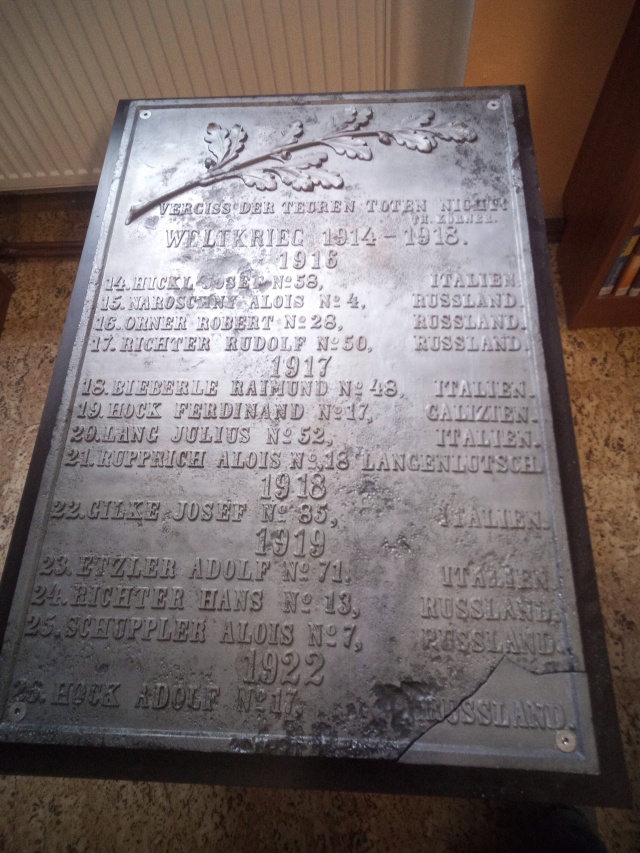 VERGISS DER TEUREN TOTEN NICHT.
TH. KÖRNER.
WELTKRIEG 1914-1918.
1916
14. HICKL JOSEF No 58, ITALIEN.
15. NAROSCHNY ALOIS No 4, RUSSLAND.
16. ORNER ROBERT No 28, RUSSLAND.
17. RICHTER RUDOLF No 50, RUSSLAND.
1917
18. BIEBERLE RAIMUND No 48, ITALIEN.
19. HOCK FERDINAND No 17, GALIZIEN.
20. LANG JULIUS No 52, ITALIEN.
21. RUPPRICH ALOIS No 18 LANGENLUTSCH.
1918
22. GILKE JOSEF No 85, ITALIEN.
1919
23. ETZLER ADOLF No 71, ITALIEN.
24. RICHTER HANS No 13, RUSSLAND.
25. SCHUPPLER ALOIS No 7, RUSSLAND.
1922
26. HOCK ADOLF No 17, RUSSLAND.